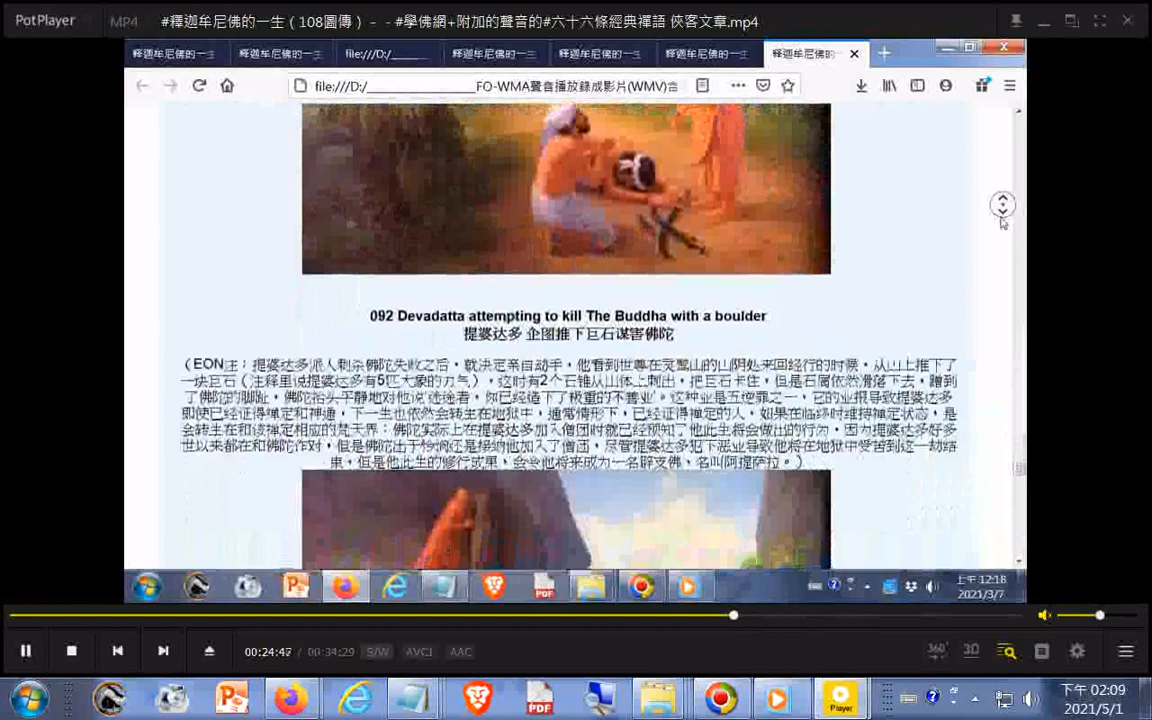 PotPlayer
MP4
#釋迦牟尼佛的一生（108圖傳）- - #學佛網+附加的聲音的#六十六條經典禪語 俠客文章.mp4
釋迦牟尼佛的一生
釋迦牟尼佛的一生
file:///D:/______
釋迦牟尼佛的一生
釋迦牟尼佛的一生
釋迦牟尼佛的一生
釋迦牟尼佛的一
file:///D:/__________________FO-WMA聲音播放錄成影片(WMV)
092 Devadatta attempting to kill The Buddha with a boulder
提婆达多 企图推下巨石谋害佛陀
（EON注：提婆达多派人刺杀佛陀失败之后，就决定亲自动手，他看到世尊在灵鹫山的山阴处来回经行的时候，从山上推下了
一块巨石（注释里说提婆达多有5匹大象的力气），这时有2个石锥从山体上刺出，把巨石卡住，但是石屑依然滑落下去，蹭到
了佛陀的脚趾，佛陀抬头平静地对他说‘迷途者，你已经造下了极重的不善业’。这种业是五逆罪之一，它的业报导致提婆达多
即使已经证得禅定和神通，下一生也依然会转生在地狱中，通常情形下，已经证得禅定的人，如果在临终时维持禅定状态，是
会转生在和该禅定相应的梵天界；佛陀实际上在提婆达多加入僧团时就已经预知了他此生将会做出的行为，因为提婆达多好多
世以来都在和佛陀作对，但是佛陀出于怜悯还是接纳他加入了僧团，尽管提婆达多犯下恶业导致他将在地狱中受苦到这一劫结
束，但是他此生的修行成果，会令他将来成为一名辟支佛，名叫阿提萨拉。）
上午 12:18
2021/3/7
00:24:47 / 00:34:29
S/W
AVC1
AAC
360°
3D
PDF
PDF
Player
下午 02:09
2021/5/1